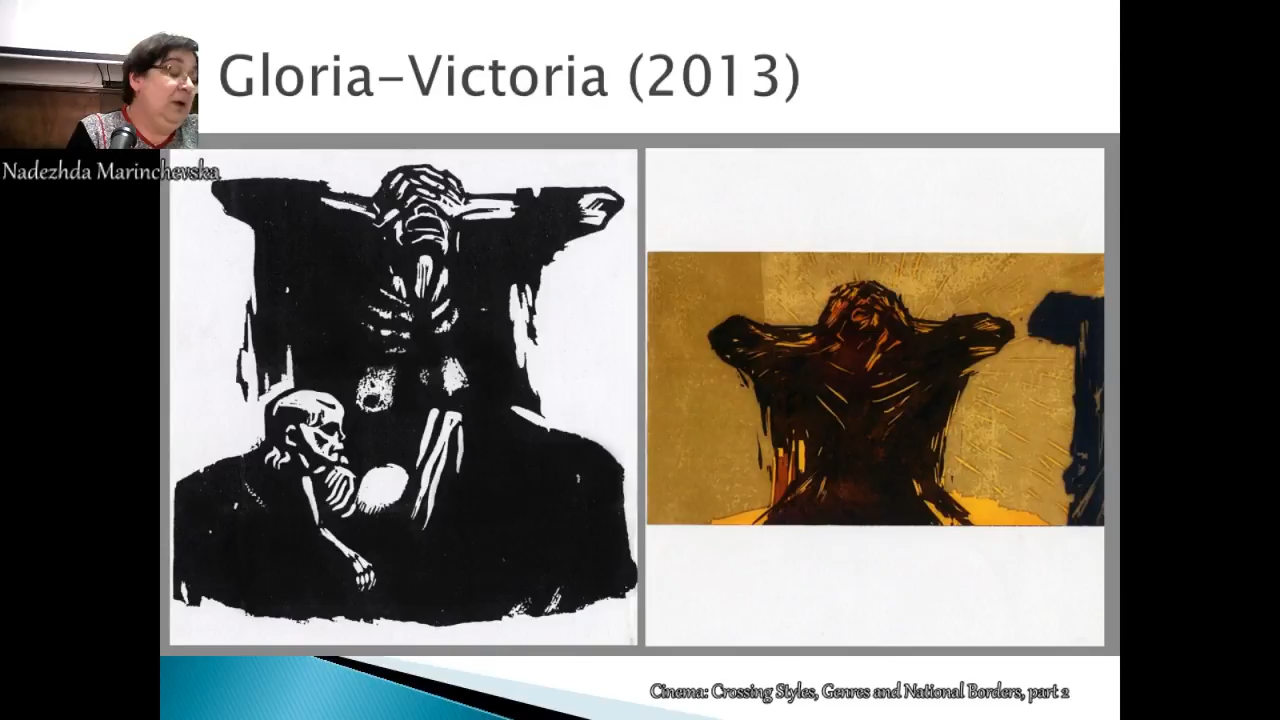 Gloria-Victoria (2013)
Nadezhda Marinchevska
Cinema: Crossing Styles, Genres and National Borders, part 2